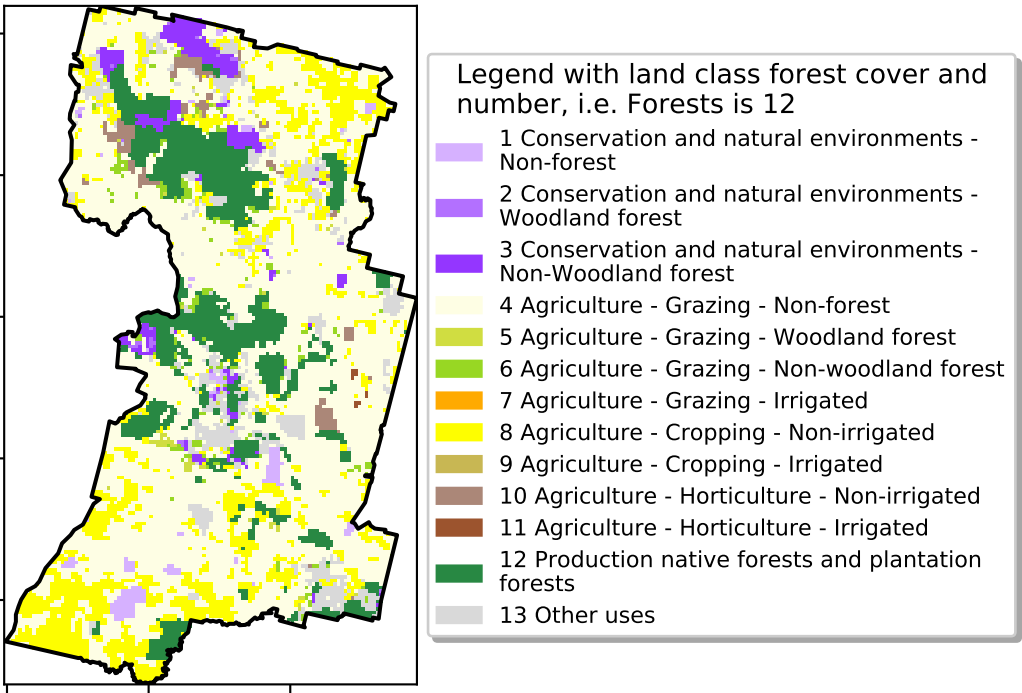 Legend with land class forest cover and
number, i.e. Forests is 12
1 Conservation and natural environments -
Non-forest
2 Conservation and natural environments -
Woodland forest
3 Conservation and natural environments -
Non-Woodland forest
4 Agriculture - Grazing - Non-forest
5 Agriculture - Grazing - Woodland forest
6 Agriculture - Grazing - Non-woodland forest
7 Agriculture - Grazing - Irrigated
8 Agriculture - Cropping - Non-irrigated
9 Agriculture - Cropping - Irrigated
10 Agriculture - Horticulture - Non-irrigated
11 Agriculture - Horticulture - Irrigated
12 Production native forests and plantation
forests
13 Other uses